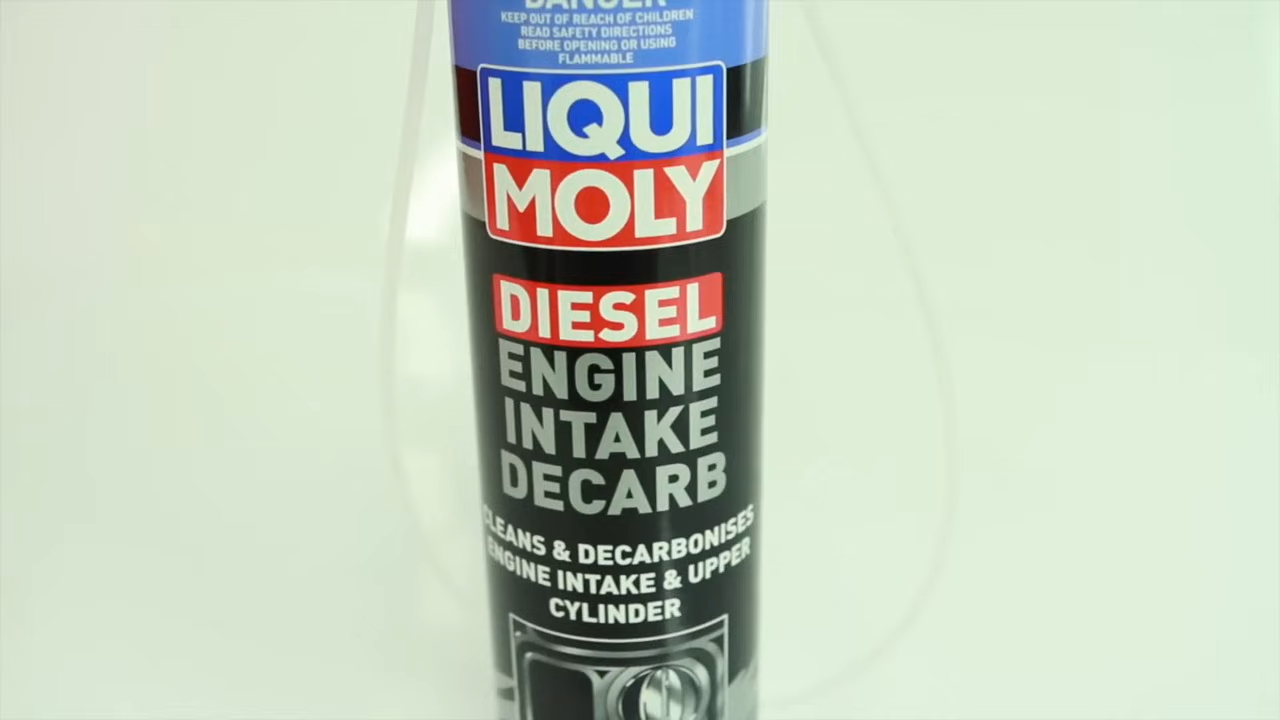 DANGER
KEEP OUT OF REACH OF CHILDREN
READ SAFETY DIRECTIONS
BEFORE OPENING OR USING
FLAMMABLE
LIQUI
MOLY
DIESEL
ENGINE
INTAKE
DECARB
CLEANS & DECARBONISES
ENGINE INTAKE & UPPER
CYLINDER